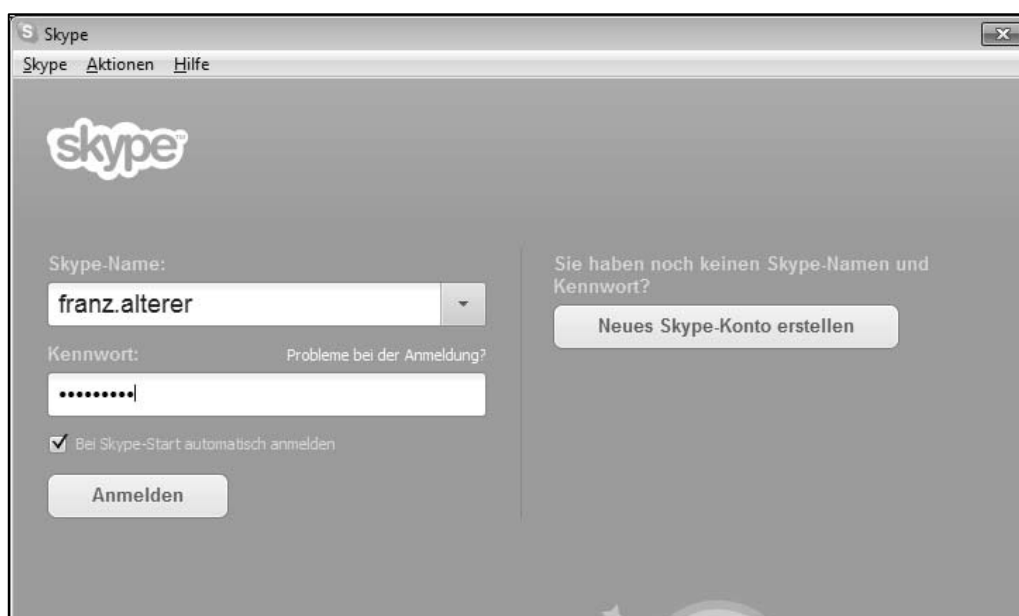 Skype
Skype Aktionen Hilfe
skype™
Skype-Name:
franz.alterer
Kennwort:
Probleme bei der Anmeldung?
•••••••••
Bei Skype-Start automatisch anmelden
Anmelden
Sie haben noch keinen Skype-Namen und
Kennwort?
Neues Skype-Konto erstellen